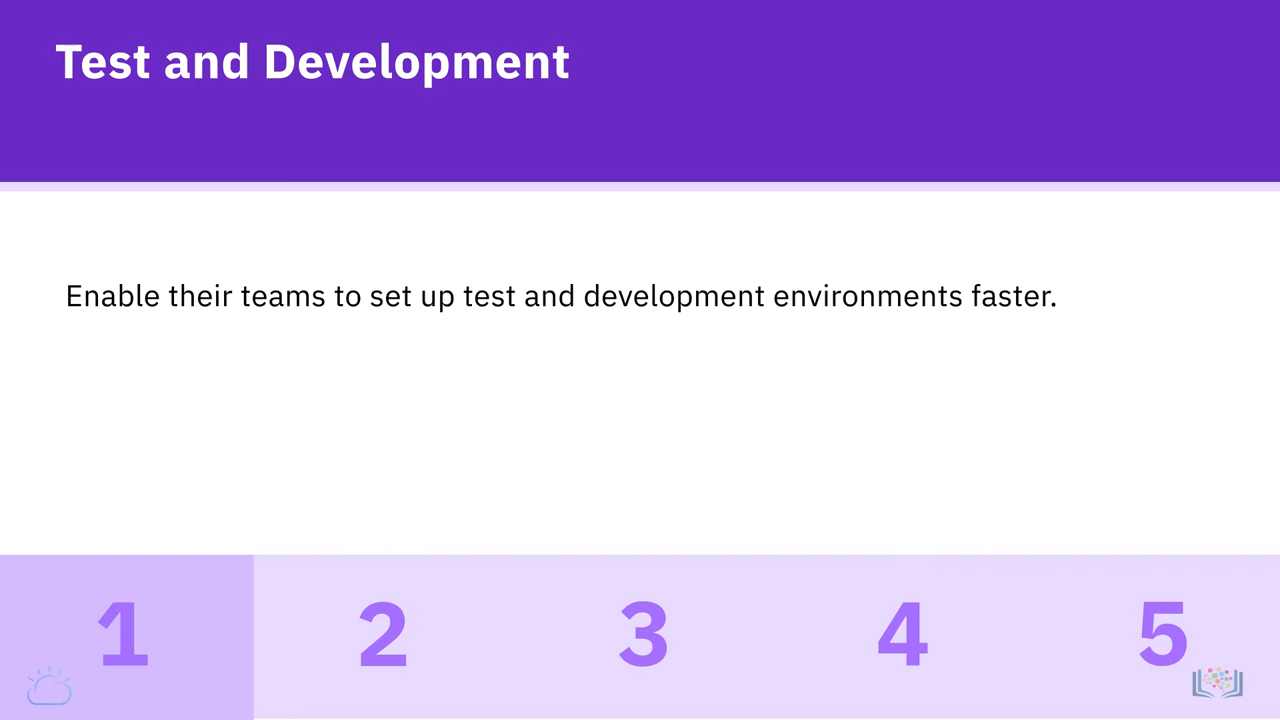 Test and Development
Enable their teams to set up test and development environments faster.
1 2 3 4 5